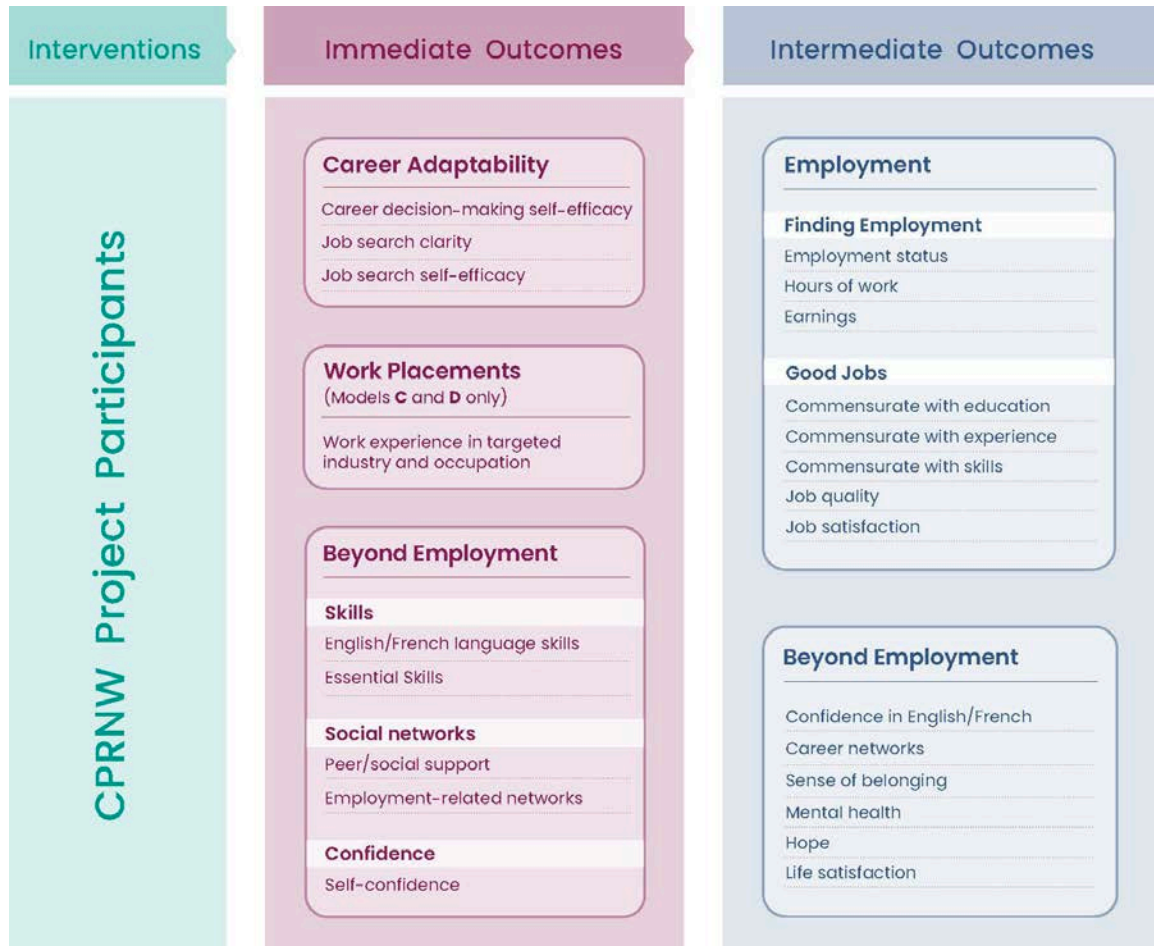 Interventions
Immediate Outcomes
Intermediate Outcomes
CPRNW Project Participants
Career Adaptability
Career decision-making self-efficacy
Job search clarity
Job search self-efficacy
Work Placements
(Models C and D only)
Work experience in targeted
industry and occupation
Beyond Employment
Skills
English/French language skills
Essential Skills
Social networks
Peer/social support
Employment-related networks
Confidence
Self-confidence
Employment
Finding Employment
Employment status
Hours of work
Earnings
Good Jobs
Commensurate with education
Commensurate with experience
Commensurate with skills
Job quality
Job satisfaction
Beyond Employment
Confidence in English/French
Career networks
Sense of belonging
Mental health
Hope
Life satisfaction